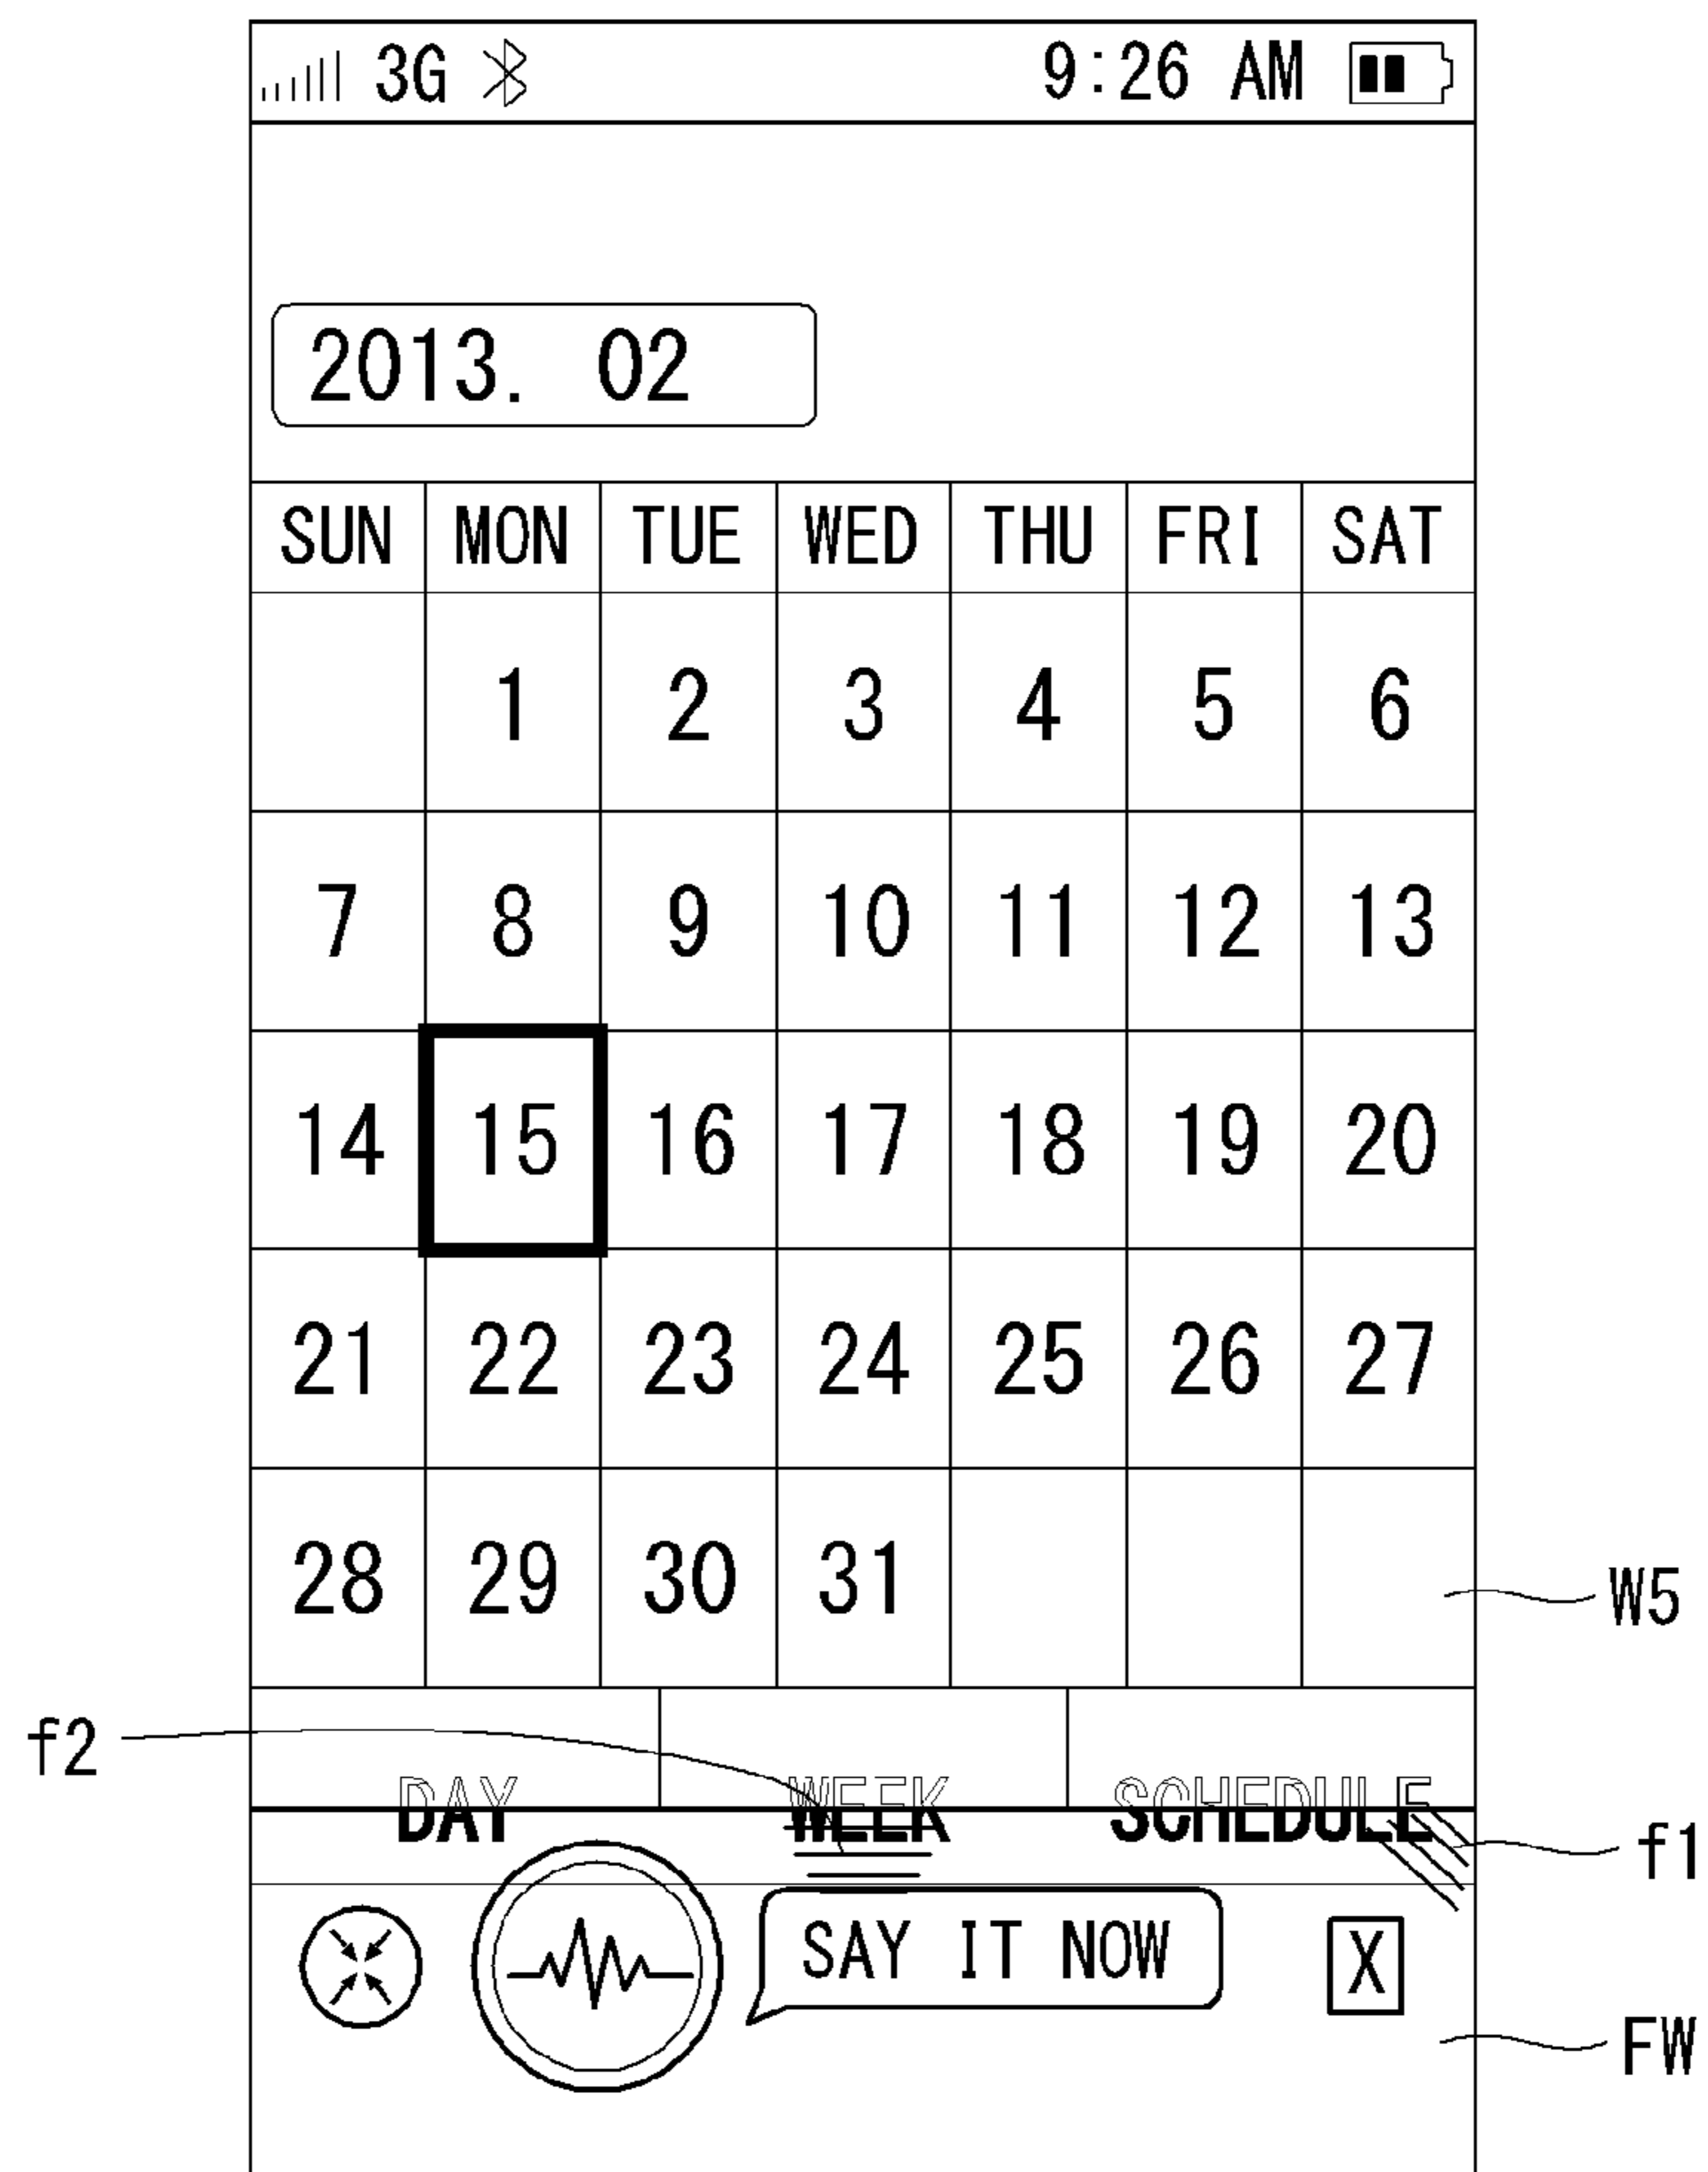 3G 9:26 AM
2013. 02
SUN MON TUE WED THU FRI SAT
1 2 3 4 5 6
7 8 9 10 11 12 13
14 15 16 17 18 19 20
21 22 23 24 25 26 27
28 29 30 31
W5
f2
DAY WEEK SCHEDULE
f1
SAY IT NOW X
FW